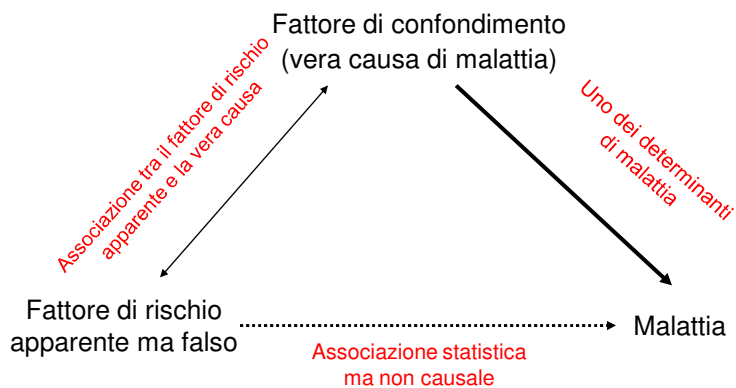 Fattore di confondimento
(vera causa di malattia)
Associazione tra il fattore di rischio
apparente e la vera causa
Uno dei determinanti
di malattia
Fattore di rischio
apparente ma falso
Malattia
Associazione statistica
ma non causale